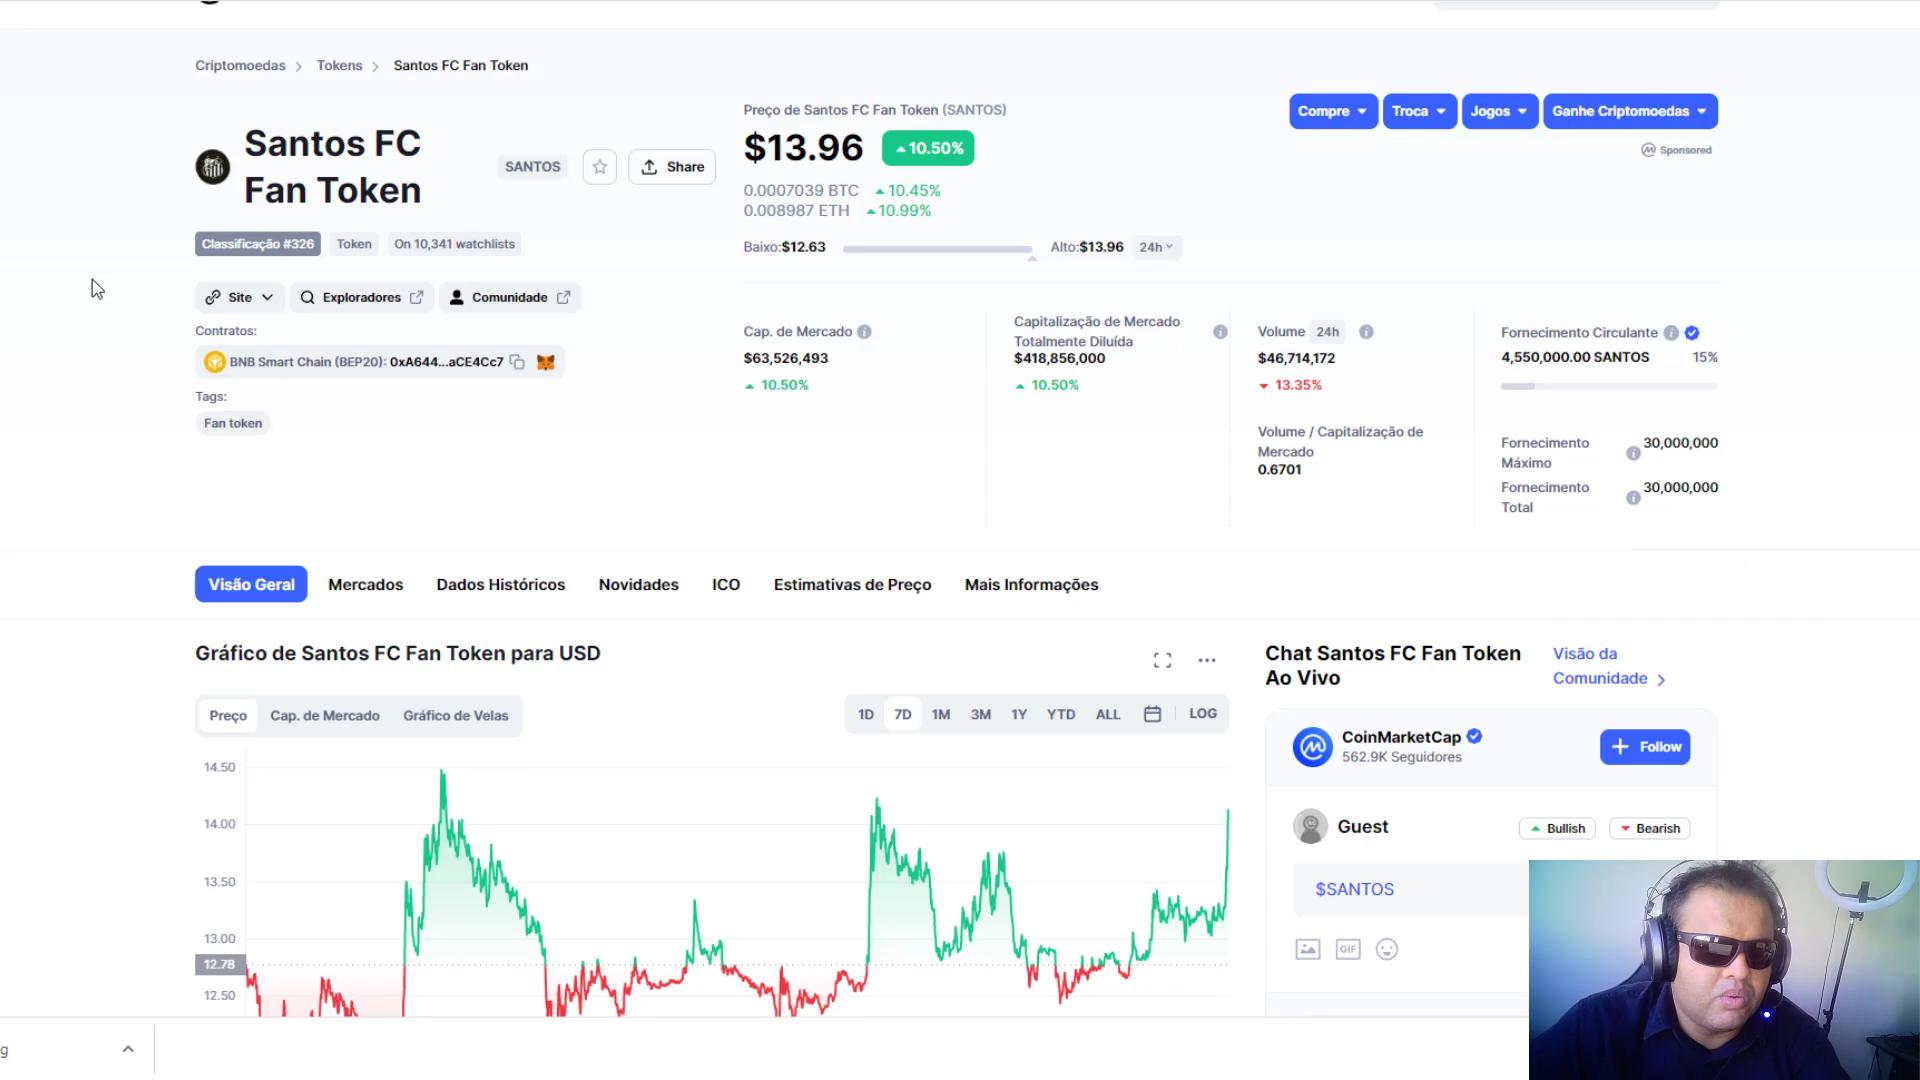 Criptomoedas > Tokens > Santos FC Fan Token
Santos FC
Fan Token
SANTOS
Share
Classificação #326
Token
On 10,341 watchlists
Site
Exploradores
Comunidade
Contratos:
BNB Smart Chain (BEP20): 0xA644...aCE4Cc7
Tags:
Fan token
Preço de Santos FC Fan Token (SANTOS)
$13.96
10.50%
0.0007039 BTC 10.45%
0.008987 ETH 10.99%
Baixo:$12.63
Alto:$13.96
24h
Compre
Troca
Jogos
Ganhe Criptomoedas
Sponsored
Cap. de Mercado
$63,526,493
10.50%
Capitalização de Mercado
Totalmente Diluída
$418,856,000
10.50%
Volume 24h
$46,714,172
13.35%
Volume / Capitalização de
Mercado
0.6701
Fornecimento Circulante
4,550,000.00 SANTOS 15%
Fornecimento
Máximo
30,000,000
Fornecimento
Total
30,000,000
Visão Geral
Mercados
Dados Históricos
Novidades
ICO
Estimativas de Preço
Mais Informações
Gráfico de Santos FC Fan Token para USD
Preço
Cap. de Mercado
Gráfico de Velas
1D 7D 1M 3M 1Y YTD ALL LOG
14.50
14.00
13.50
13.00
12.78
12.50
Chat Santos FC Fan Token
Ao Vivo
Visão da
Comunidade >
CoinMarketCap
562.9K Seguidores
Follow
Guest
Bullish
Bearish
$SANTOS
GIF
g